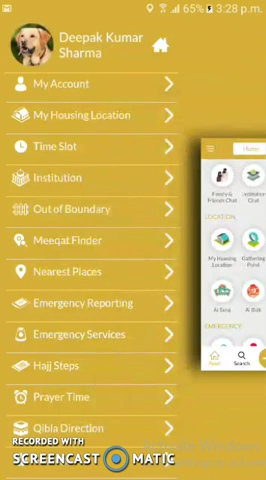 65% 3:28 p.m.
Deepak Kumar
Sharma
My Account
My Housing Location
Time Slot
Institution
Out of Boundary
Meeqat Finder
Nearest Places
Emergency Reporting
Emergency Services
Hajj Steps
Prayer Time
Qibla Direction
Home
Family &
Friends Chat
Institution
Chat
LOCATION
My Housing
Location
Gathering
Point
EMERGENCY
Search
RECORDED WITH
SCREENCAST MATIC